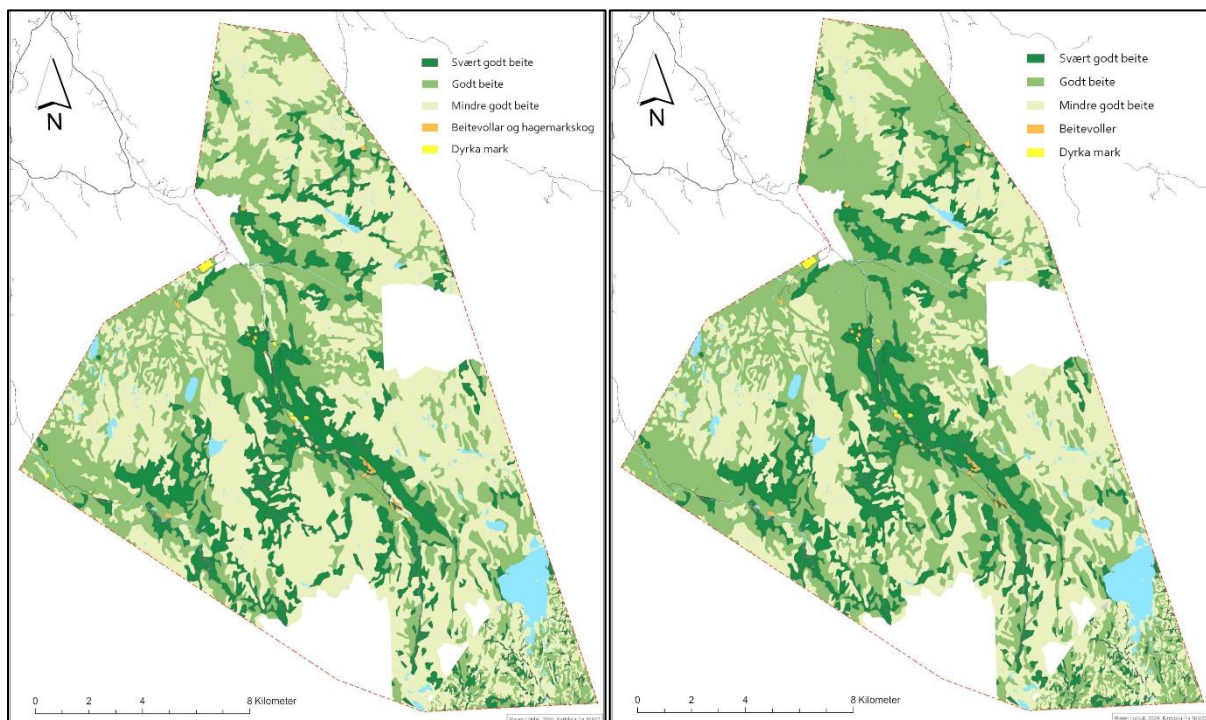 N
Svært godt beite
Godt beite
Mindre godt beite
Beitevollar og hagemarkskog
Dyrka mark
0 2 4 8 Kilometer
N
Svært godt beite
Godt beite
Mindre godt beite
Beitevoller
Dyrka mark
0 2 4 8 Kilometer